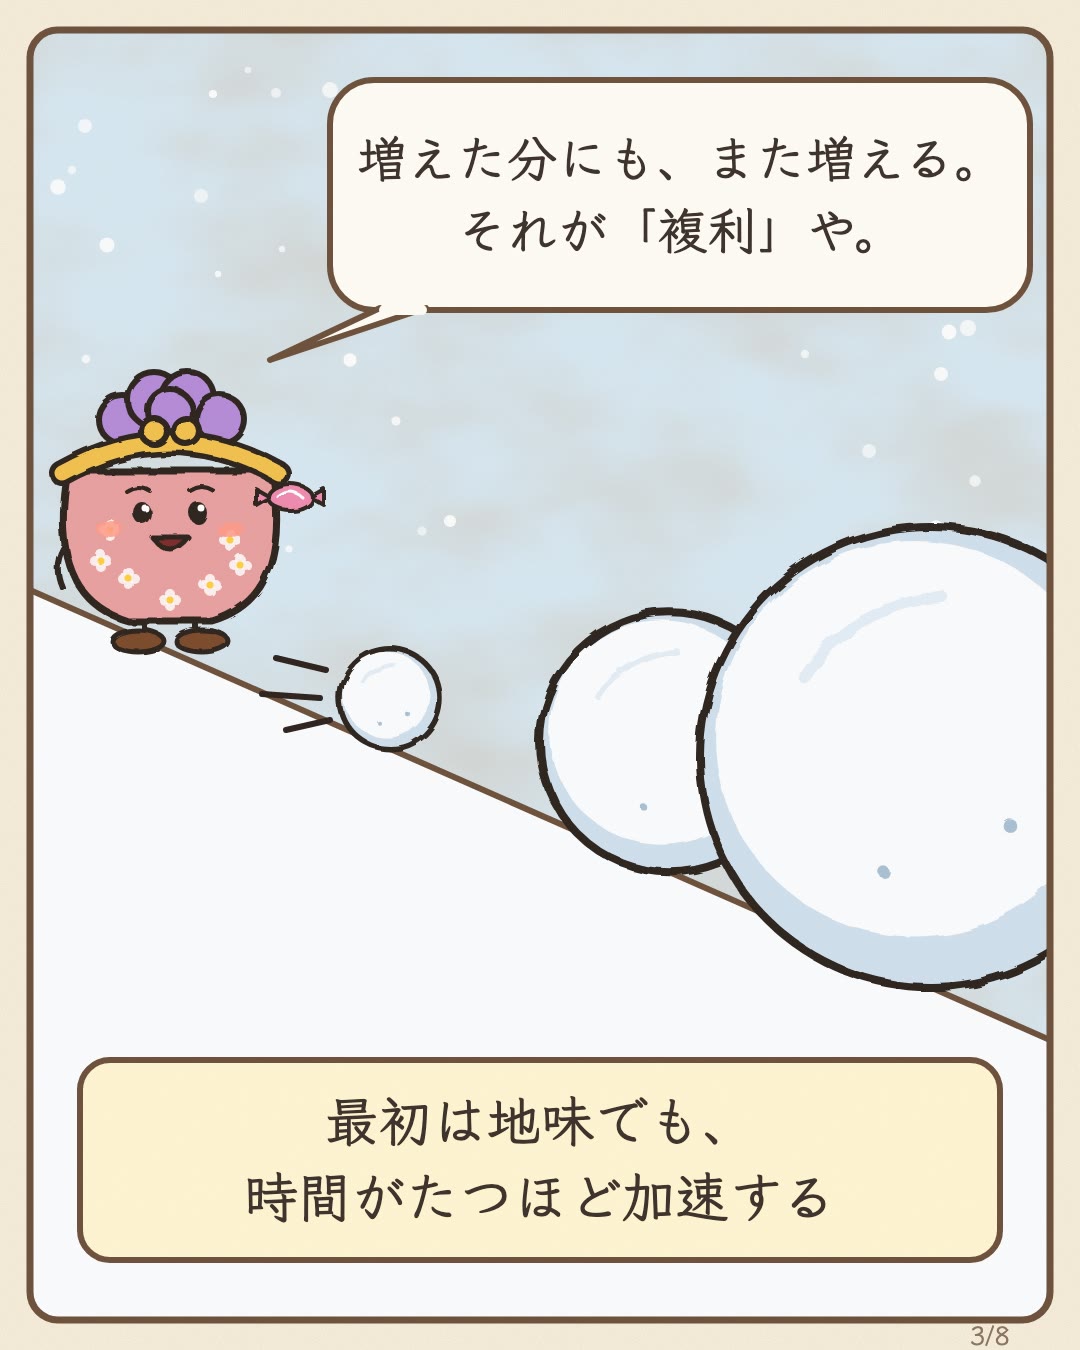 増えた分にも、また増える。
それが「複利」や。
最初は地味でも、
時間がたつほど加速する
3/8